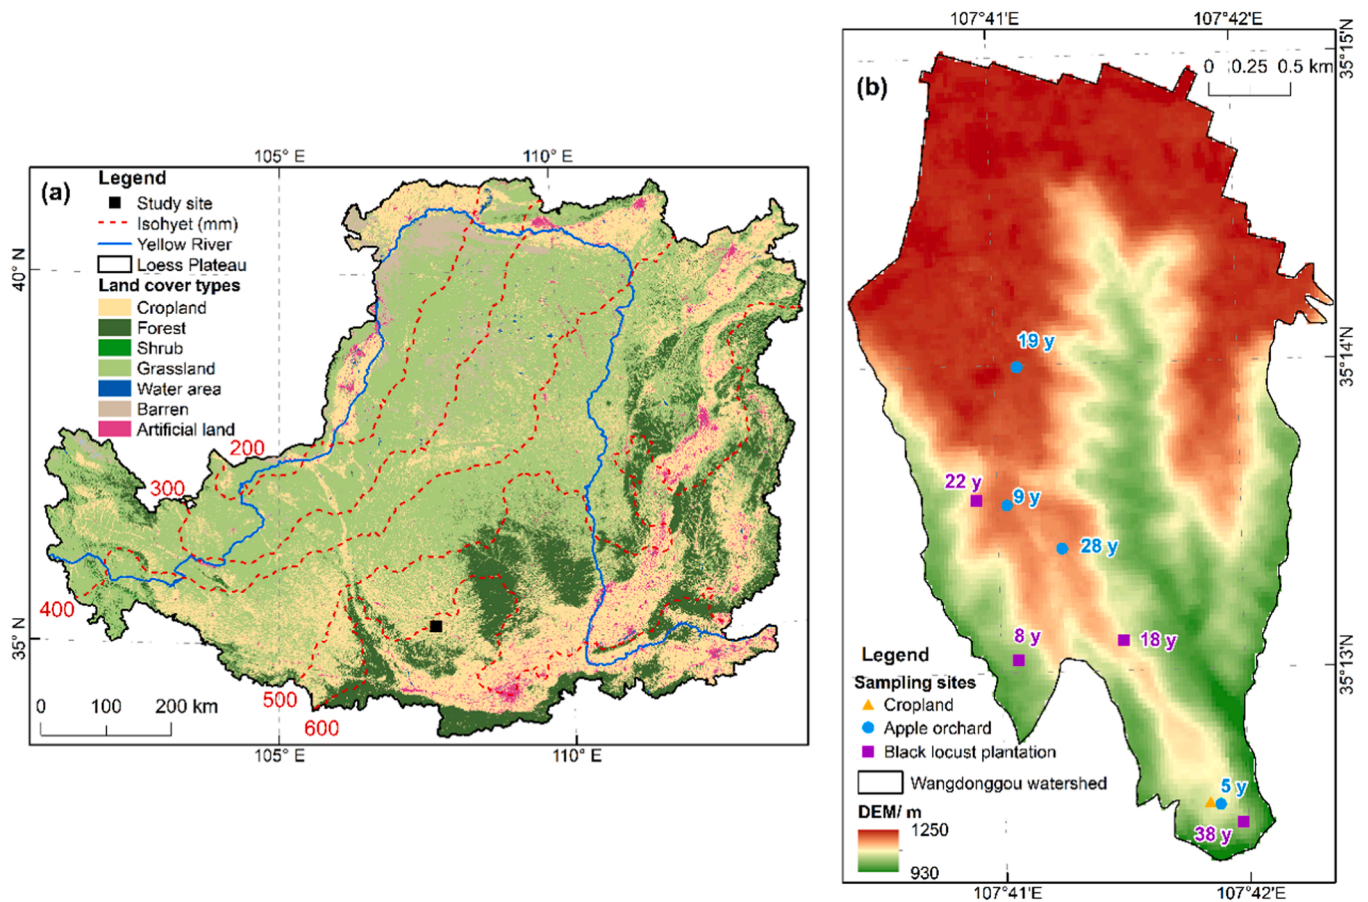 105° E
110° E
(a)
Legend
Study site
Isohyet (mm)
Yellow River
Loess Plateau
Land cover types
Cropland
Forest
Shrub
Grassland
Water area
Barren
Artificial land
40° N
35° N
200
300
400
500
600
0 100 200 km
105° E
110° E
107°41'E
107°42'E
(b)
0 0.25 0.5 km
35°15'N
35°14'N
35°13'N
19 y
22 y
9 y
28 y
8 y
18 y
5 y
38 y
Legend
Sampling sites
Cropland
Apple orchard
Black locust plantation
Wangdonggou watershed
DEM/ m
1250
930
107°41'E
107°42'E